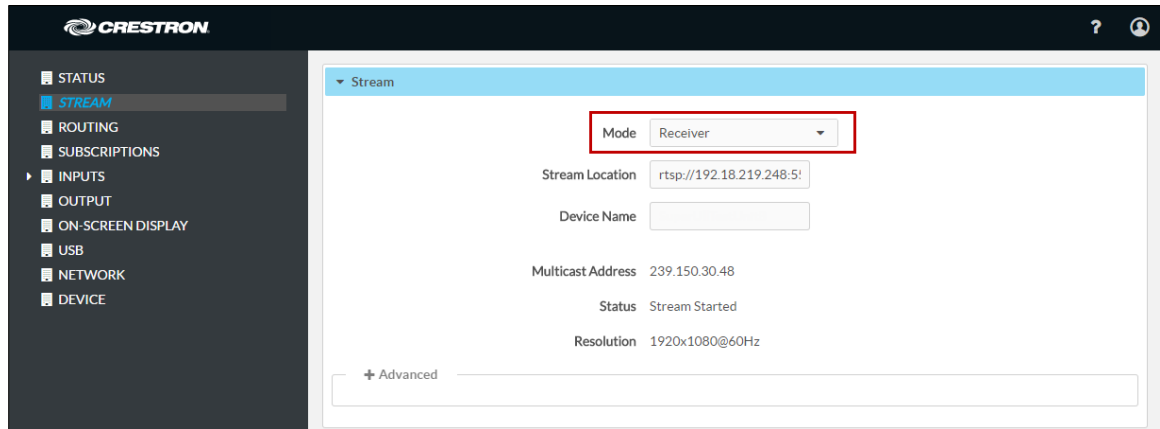 CRESTRON
?
STATUS
STREAM
ROUTING
SUBSCRIPTIONS
INPUTS
OUTPUT
ON-SCREEN DISPLAY
USB
NETWORK
DEVICE
Stream
Mode Receiver
Stream Location rtsp://192.18.219.248:5
Device Name
Multicast Address 239.150.30.48
Status Stream Started
Resolution 1920x1080@60Hz
+ Advanced